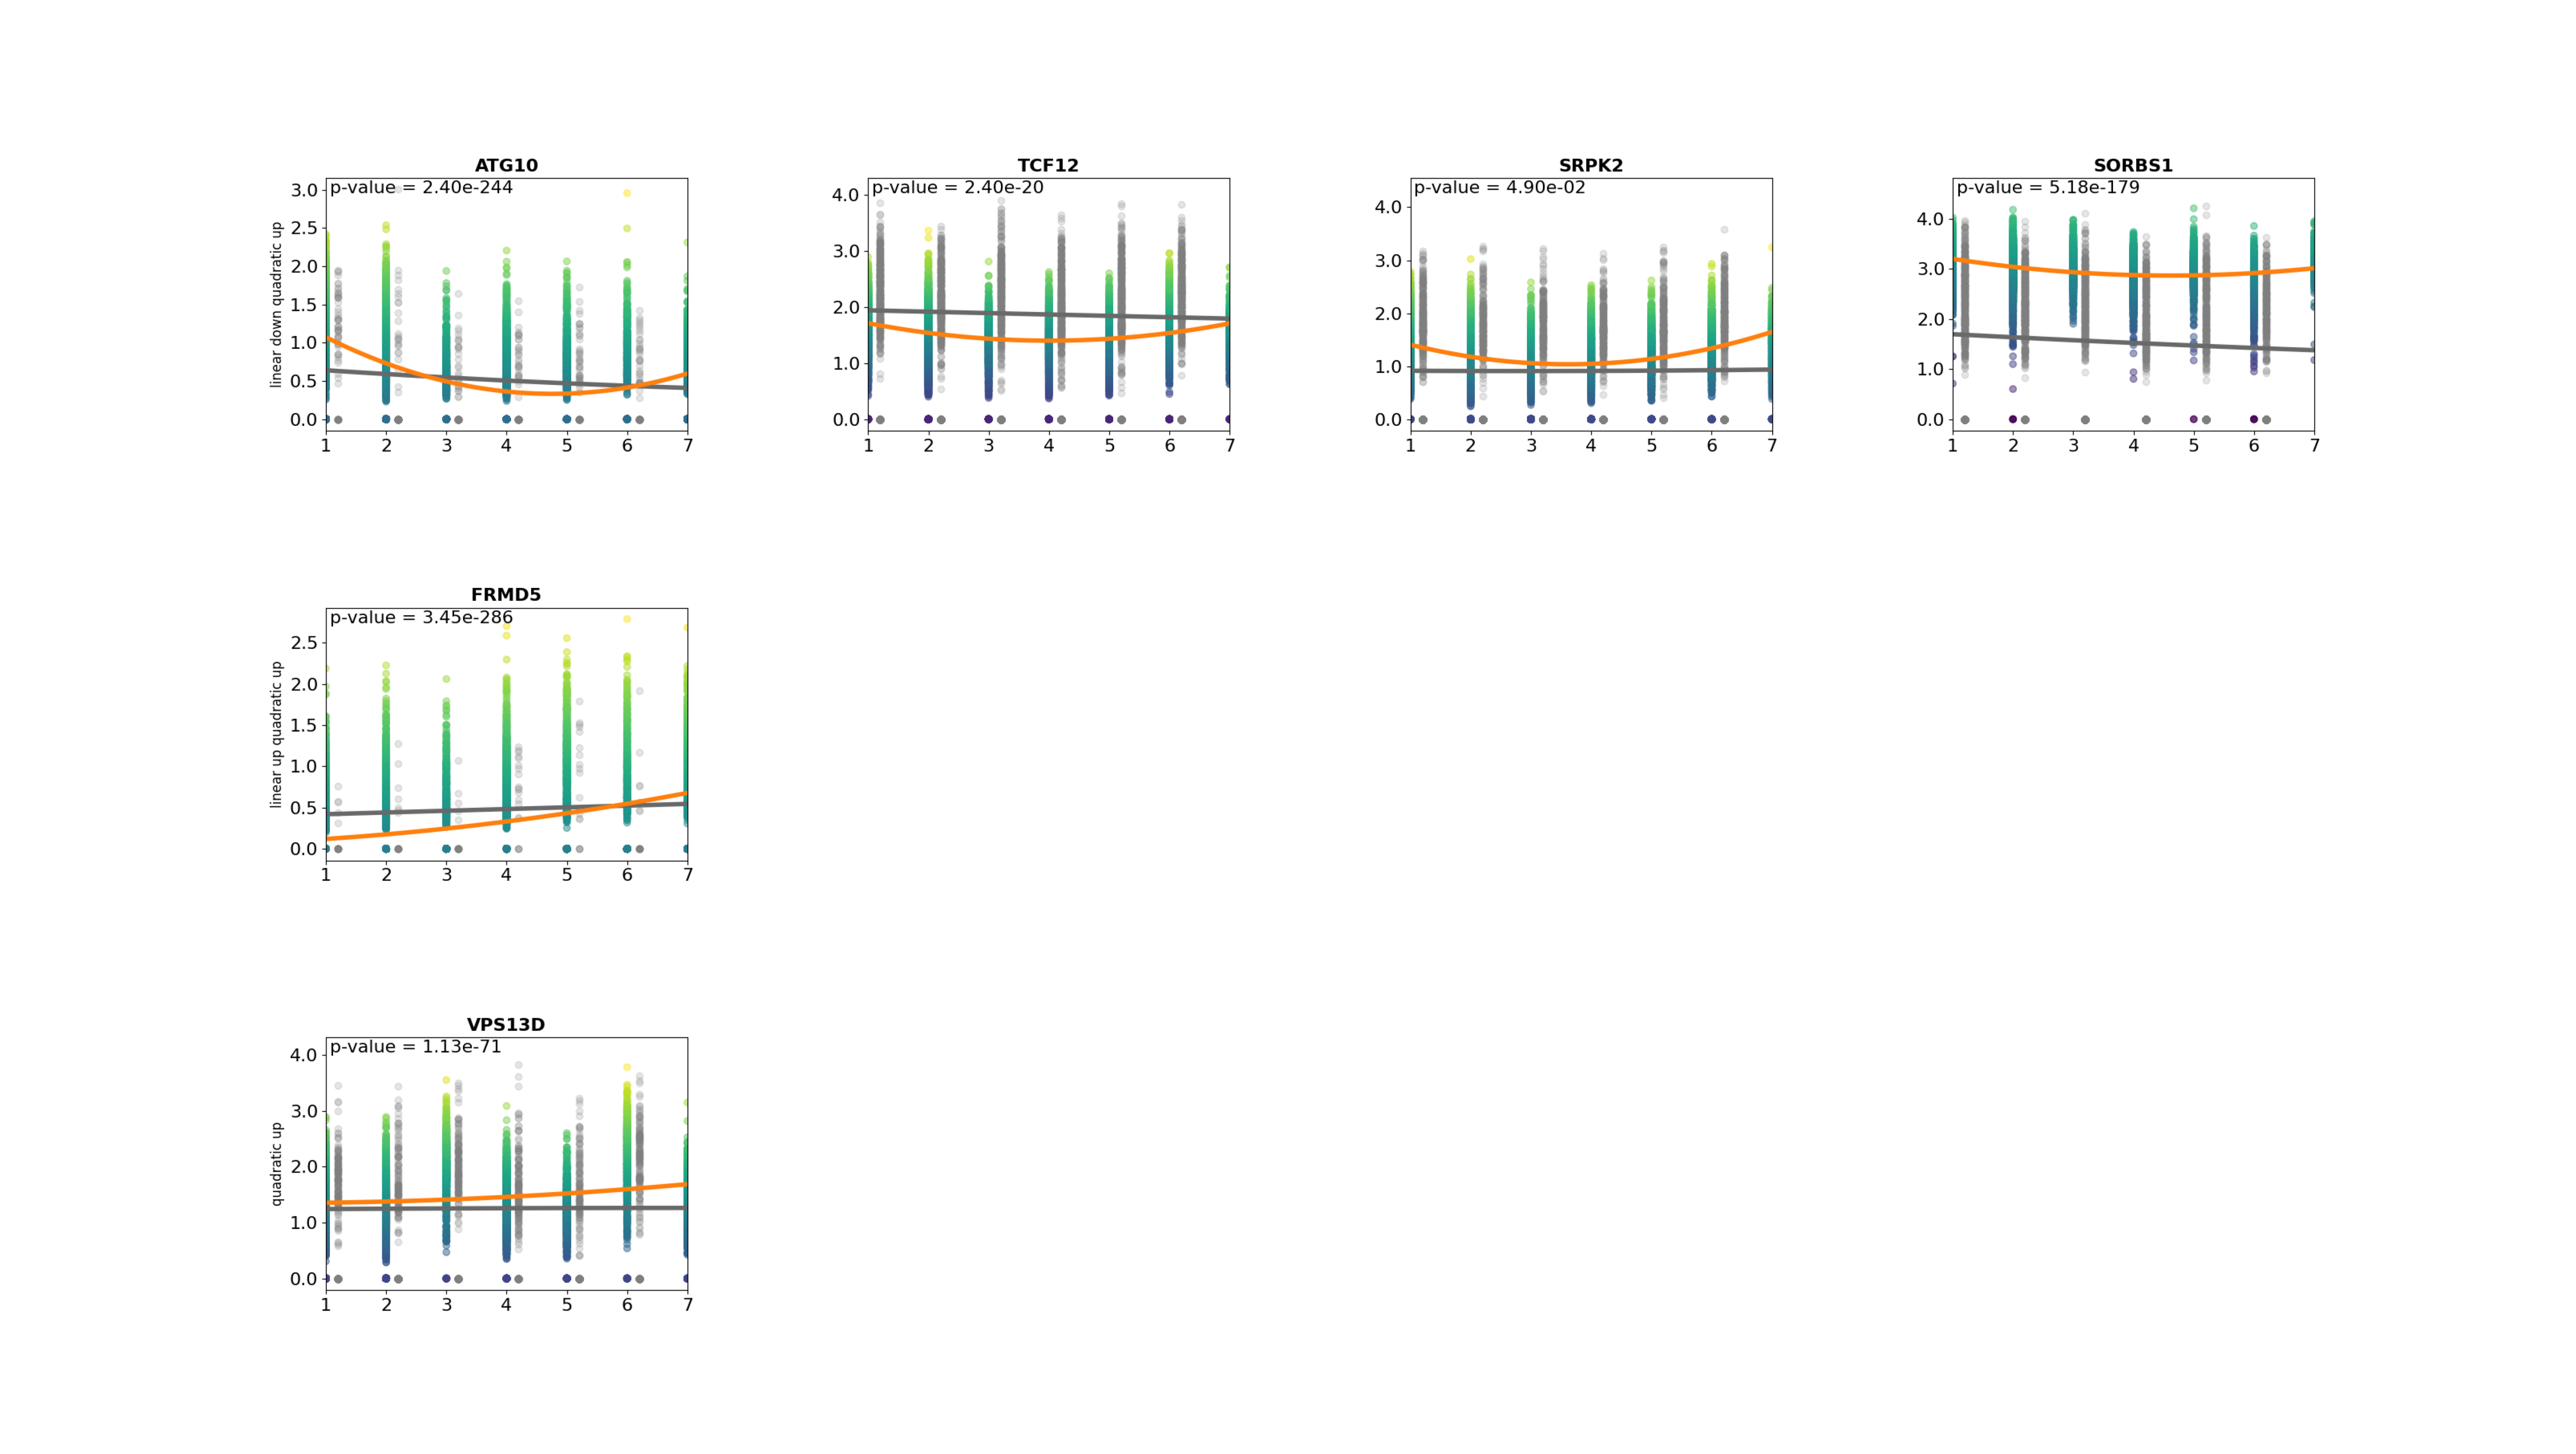 ATG10 TCF12 SRPK2 SORBS1
p-value = 2.40e-244 p-value = 2.40e-20 p-value = 4.90e-02 p-value = 5.18e-179
linear down quadratic up
3.0 2.5 2.0 1.5 1.0 0.5 0.0
4.0 3.0 2.0 1.0 0.0
4.0 3.0 2.0 1.0 0.0
4.0 3.0 2.0 1.0 0.0
1 2 3 4 5 6 7 1 2 3 4 5 6 7 1 2 3 4 5 6 7 1 2 3 4 5 6 7
FRMD5
p-value = 3.45e-286
linear up quadratic up
2.5 2.0 1.5 1.0 0.5 0.0
1 2 3 4 5 6 7
VPS13D
p-value = 1.13e-71
quadratic up
4.0 3.0 2.0 1.0 0.0
1 2 3 4 5 6 7